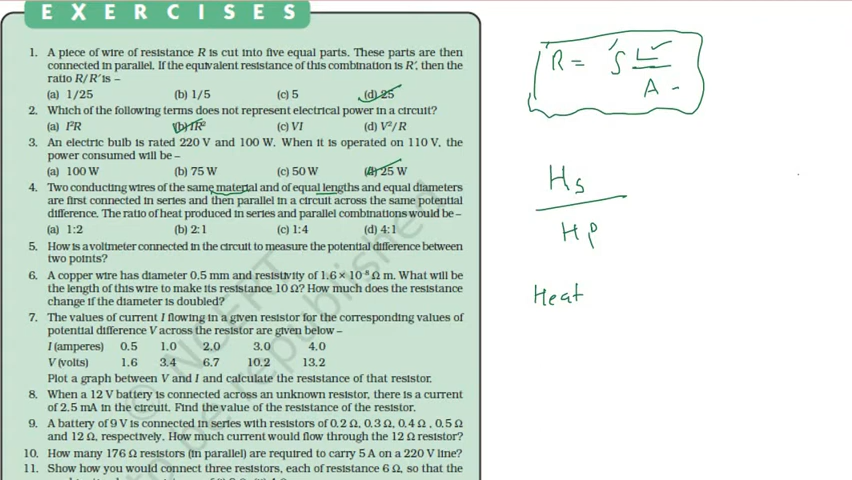 EXERCISES
1. A piece of wire of resistance R is cut into five equal parts. These parts are then
connected in parallel. If the equivalent resistance of this combination is R′, then the
ratio R/R′ is –
(a) 1/25 (b) 1/5 (c) 5 (d) 25
2. Which of the following terms does not represent electrical power in a circuit?
(a) I²R (b) IR² (c) VI (d) V²/R
3. An electric bulb is rated 220 V and 100 W. When it is operated on 110 V, the
power consumed will be –
(a) 100 W (b) 75 W (c) 50 W (d) 25 W
4. Two conducting wires of the same material and of equal lengths and equal diameters
are first connected in series and then parallel in a circuit across the same potential
difference. The ratio of heat produced in series and parallel combinations would be –
(a) 1:2 (b) 2:1 (c) 1:4 (d) 4:1
5. How is a voltmeter connected in the circuit to measure the potential difference between
two points?
6. A copper wire has diameter 0.5 mm and resistivity of 1.6 × 10⁻⁸ Ω m. What will be
the length of this wire to make its resistance 10 Ω? How much does the resistance
change if the diameter is doubled?
7. The values of current I flowing in a given resistor for the corresponding values of
potential difference V across the resistor are given below –
I (amperes) 0.5 1.0 2.0 3.0 4.0
V (volts) 1.6 3.4 6.7 10.2 13.2
Plot a graph between V and I and calculate the resistance of that resistor.
8. When a 12 V battery is connected across an unknown resistor, there is a current
of 2.5 mA in the circuit. Find the value of the resistance of the resistor.
9. A battery of 9 V is connected in series with resistors of 0.2 Ω, 0.3 Ω, 0.4 Ω, 0.5 Ω
and 12 Ω, respectively. How much current would flow through the 12 Ω resistor?
10. How many 176 Ω resistors (in parallel) are required to carry 5 A on a 220 V line?
11. Show how you would connect three resistors, each of resistance 6 Ω, so that the
© NCERT
to be republished
R = ρ L
A
Hs
Hp
Heat